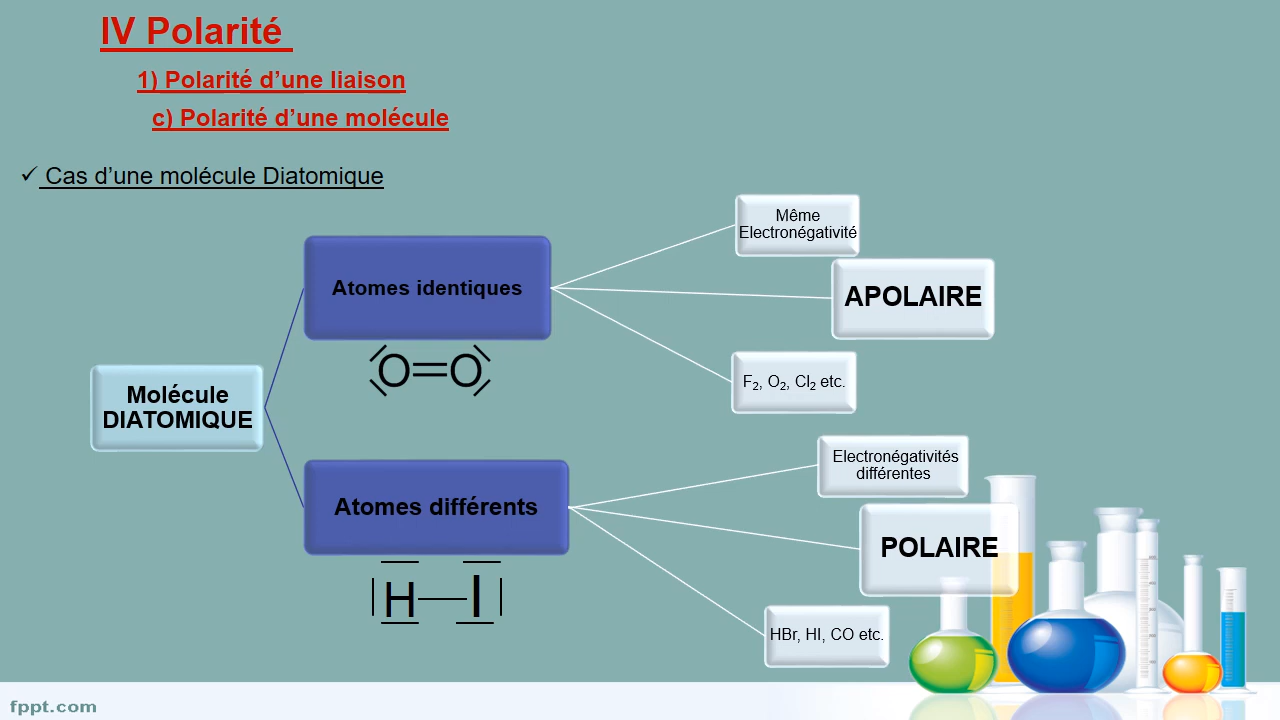 IV Polarité
1) Polarité d’une liaison
c) Polarité d’une molécule
✓ Cas d’une molécule Diatomique
Molécule
DIATOMIQUE
Atomes identiques
O=O
Même
Electronégativité
APOLAIRE
F₂, O₂, Cl₂ etc.
Atomes différents
H—I
Electronégativités
différentes
POLAIRE
HBr, HI, CO etc.
fppt.com